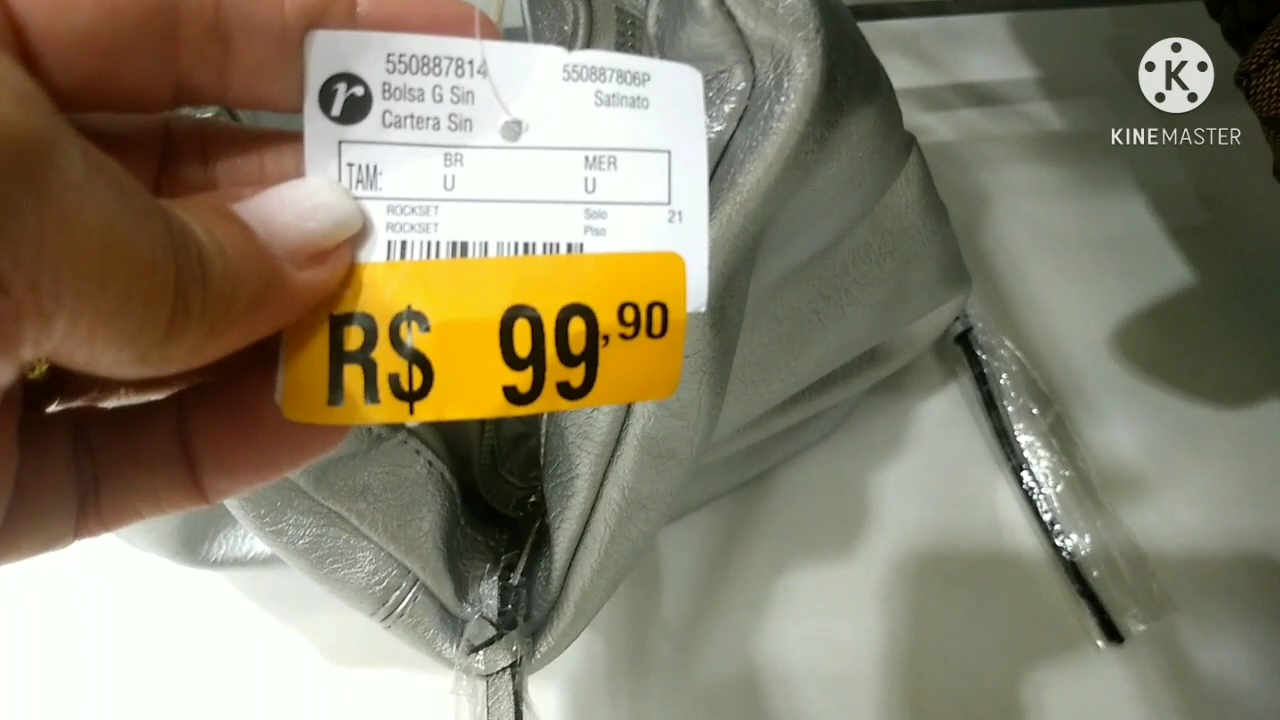 550887814 550887806P
r Bolsa G Sin Satinato
Cartera Sin
BR MER
TAM: U U
ROCKSET Solo 21
ROCKSET Piso
R$ 99,90
K
KINEMASTER